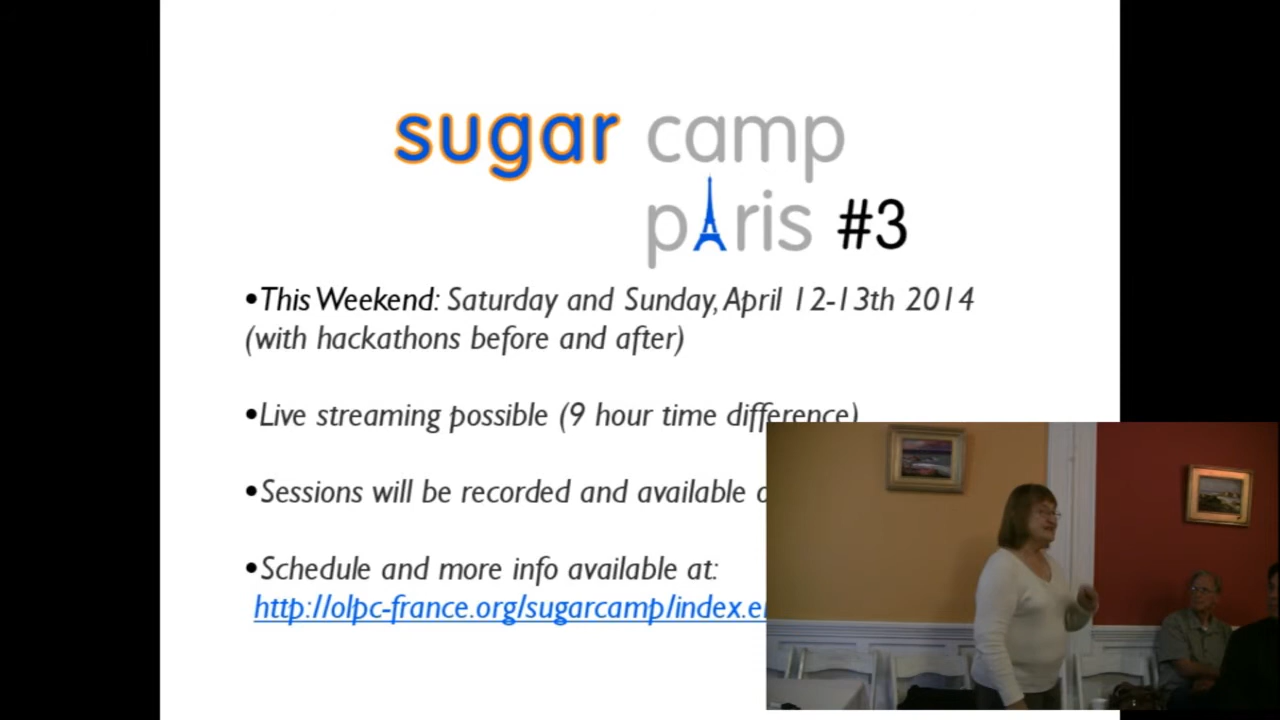 sugar camp
paris #3
•This Weekend: Saturday and Sunday, April 12-13th 2014
(with hackathons before and after)
•Live streaming possible (9 hour time difference)
•Sessions will be recorded and available
•Schedule and more info available at:
http://olpc-france.org/sugarcamp/index.e